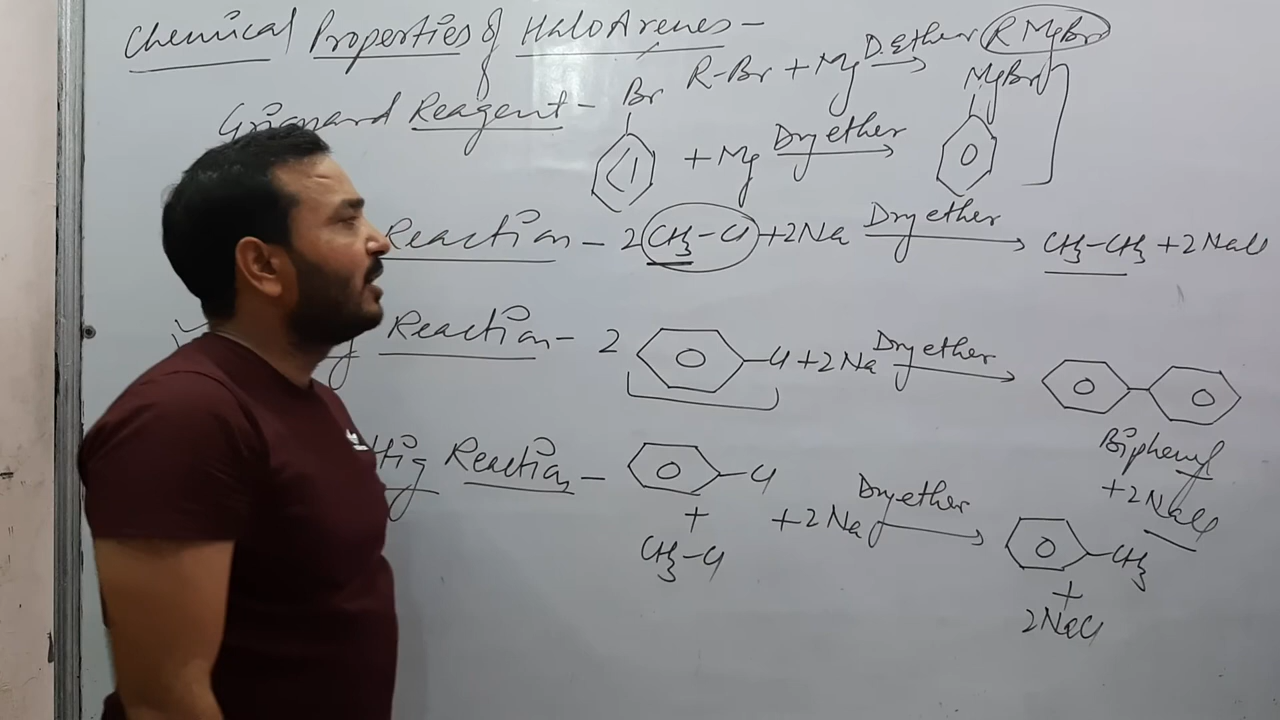 Chemical Properties of HaloArenes -
R-Br + Mg D.ether RMgBr
Grignard Reagent - Br + Mg Dry ether MgBr
Reaction - 2CH3-Cl + 2Na Dry ether CH3-CH3 + 2NaCl
g Reaction - 2 Cl + 2Na Dry ether
Biphenyl
+ 2NaCl
ttig Reaction - Cl
+
CH3-Cl
+ 2Na Dry ether CH3
+
2NaCl